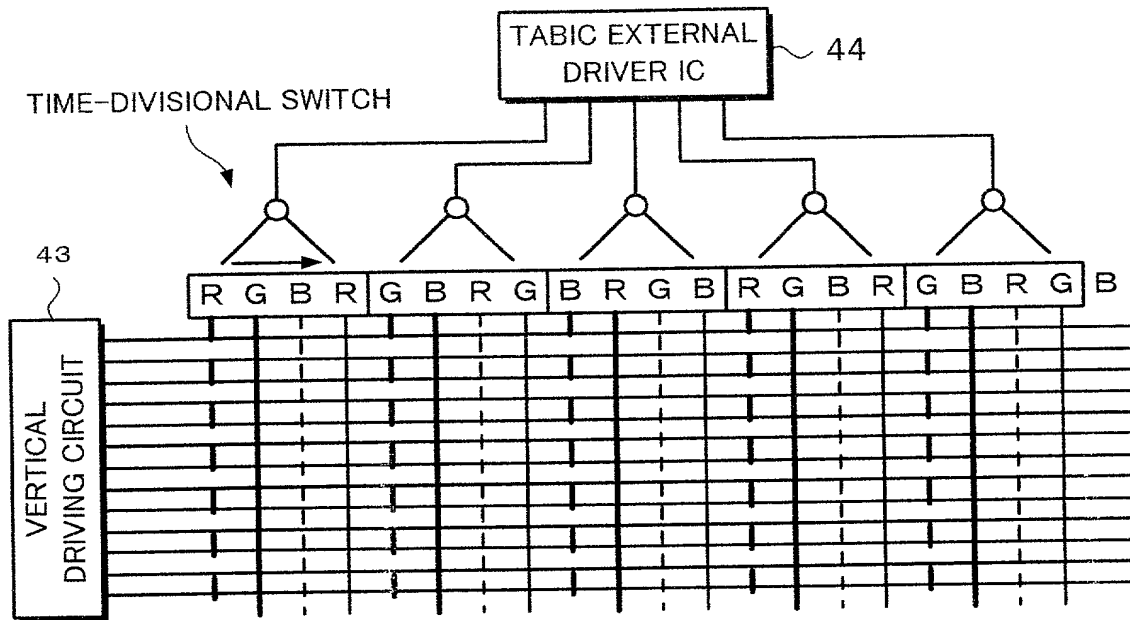 TABIC EXTERNAL
DRIVER IC
44
TIME-DIVISIONAL SWITCH
43
R G B R G B R G B R G B R G B R G B R G B
VERTICAL
DRIVING CIRCUIT